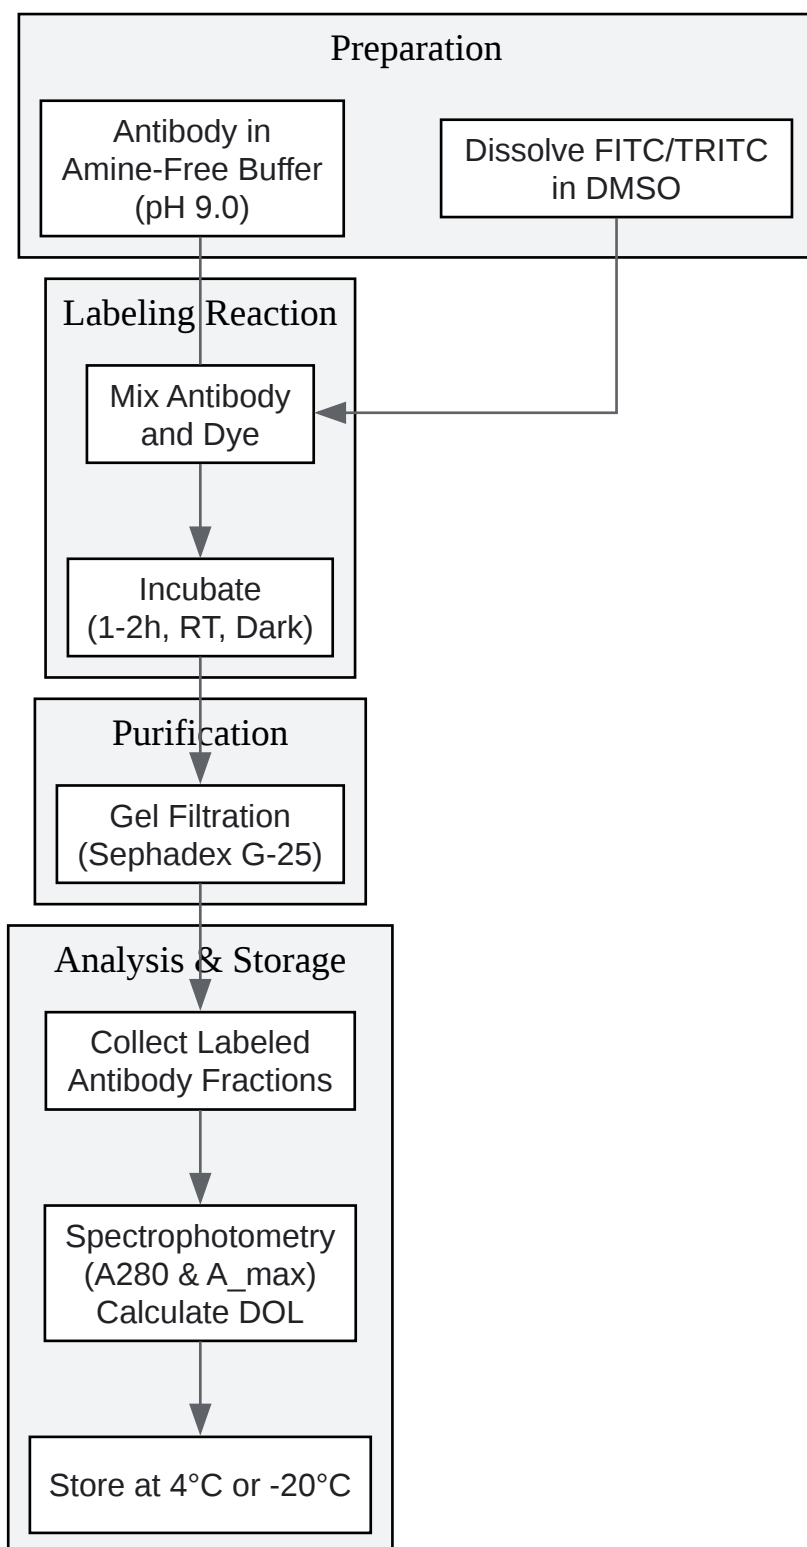 Preparation
Antibody in
Amine-Free Buffer
(pH 9.0)
Dissolve FITC/TRITC
in DMSO
Labeling Reaction
Mix Antibody
and Dye
Incubate
(1-2h, RT, Dark)
Purification
Gel Filtration
(Sephadex G-25)
Analysis & Storage
Collect Labeled
Antibody Fractions
Spectrophotometry
(A280 & A_max)
Calculate DOL
Store at 4°C or -20°C